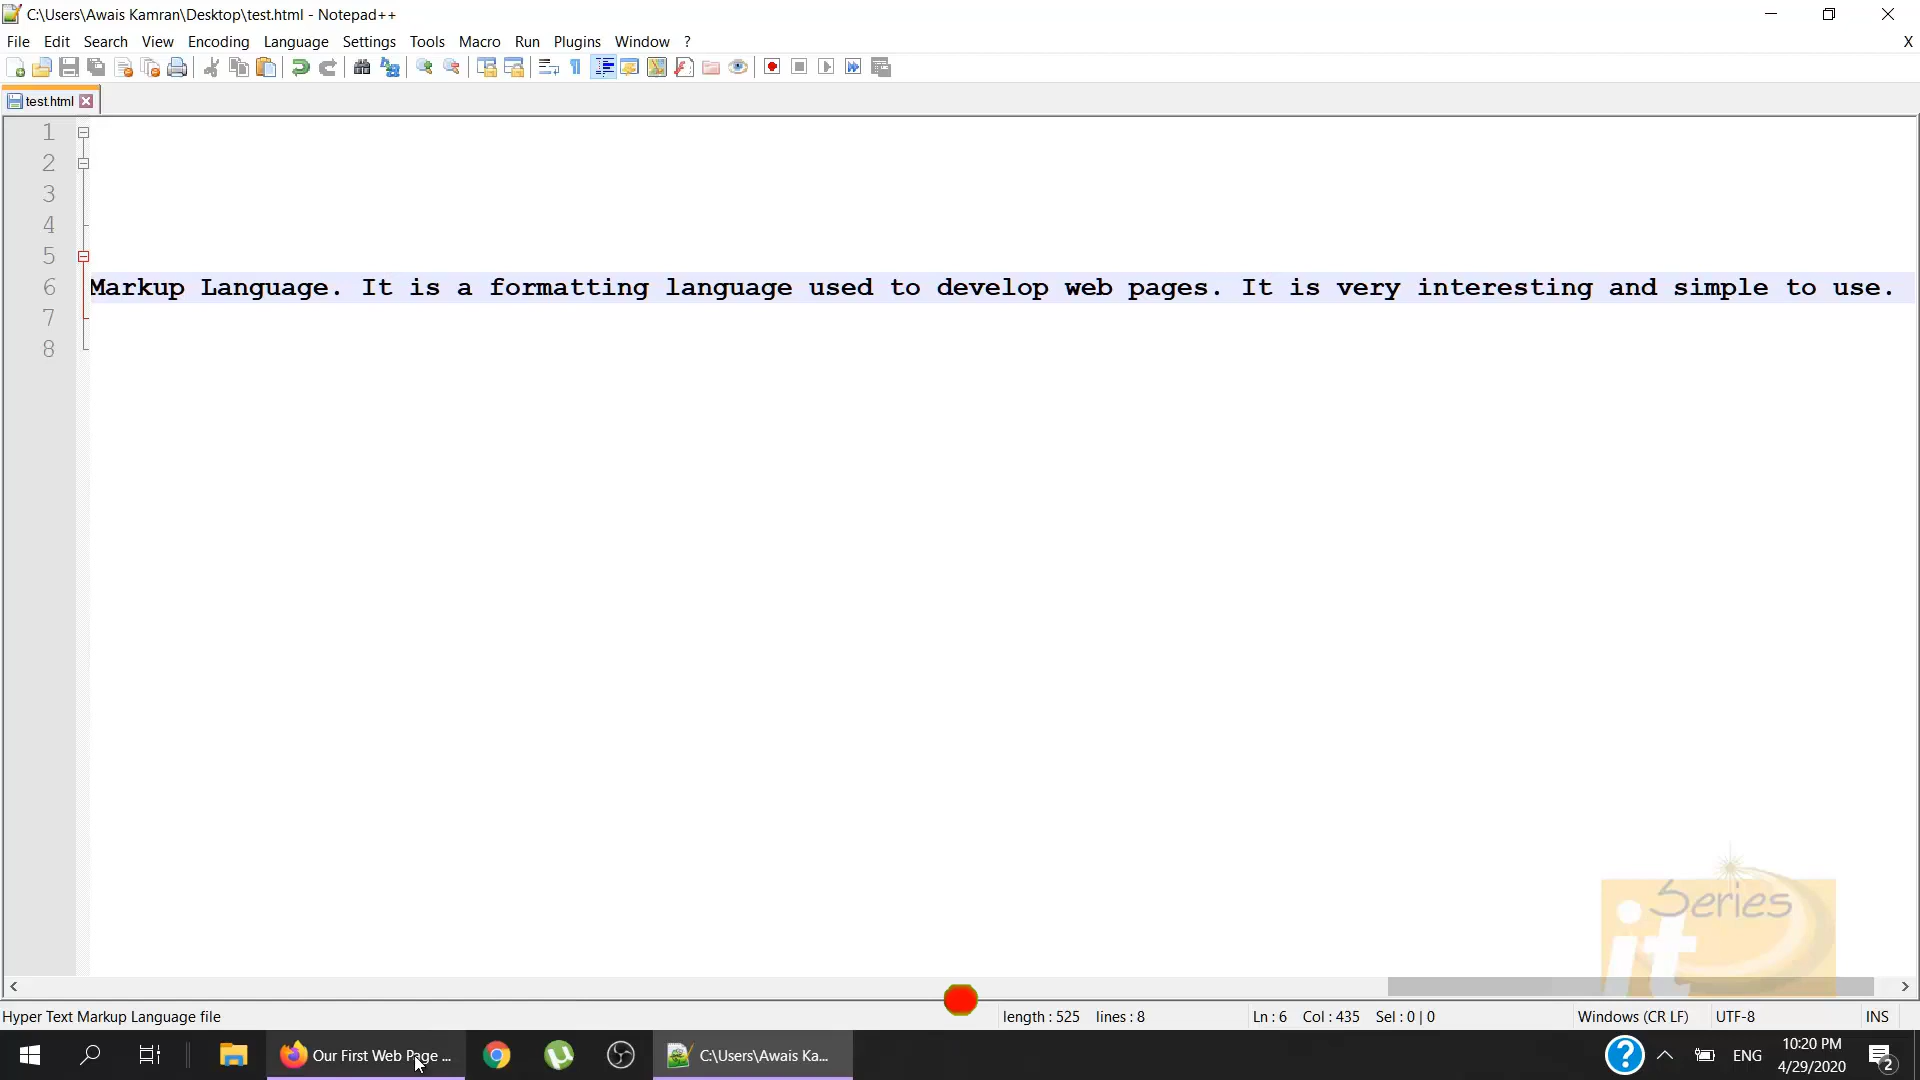 C:\Users\Awais Kamran\Desktop\test.html - Notepad++
File Edit Search View Encoding Language Settings Tools Macro Run Plugins Window ? X
test.html
1
2
3
4
5
6 Markup Language. It is a formatting language used to develop web pages. It is very interesting and simple to use.
7
8
it Series
Hyper Text Markup Language file length : 525 lines : 8 Ln : 6 Col : 435 Sel : 0 | 0 Windows (CR LF) UTF-8 INS
Our First Web Page ... C:\Users\Awais Ka... ? ENG 10:20 PM 2
4/29/2020